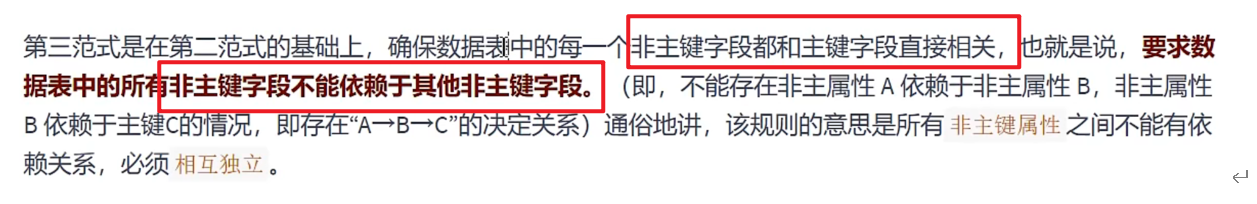 第三范式是在第二范式的基础上，确保数据表中的每一个非主键字段都和主键字段直接相关，也就是说，要求数
据表中的所有非主键字段不能依赖于其他非主键字段。（即，不能存在非主属性 A 依赖于非主属性 B，非主属性
B 依赖于主键C的情况，即存在“A→B→C”的决定关系）通俗地讲，该规则的意思是所有 非主键属性 之间不能有依
赖关系，必须 相互独立 。